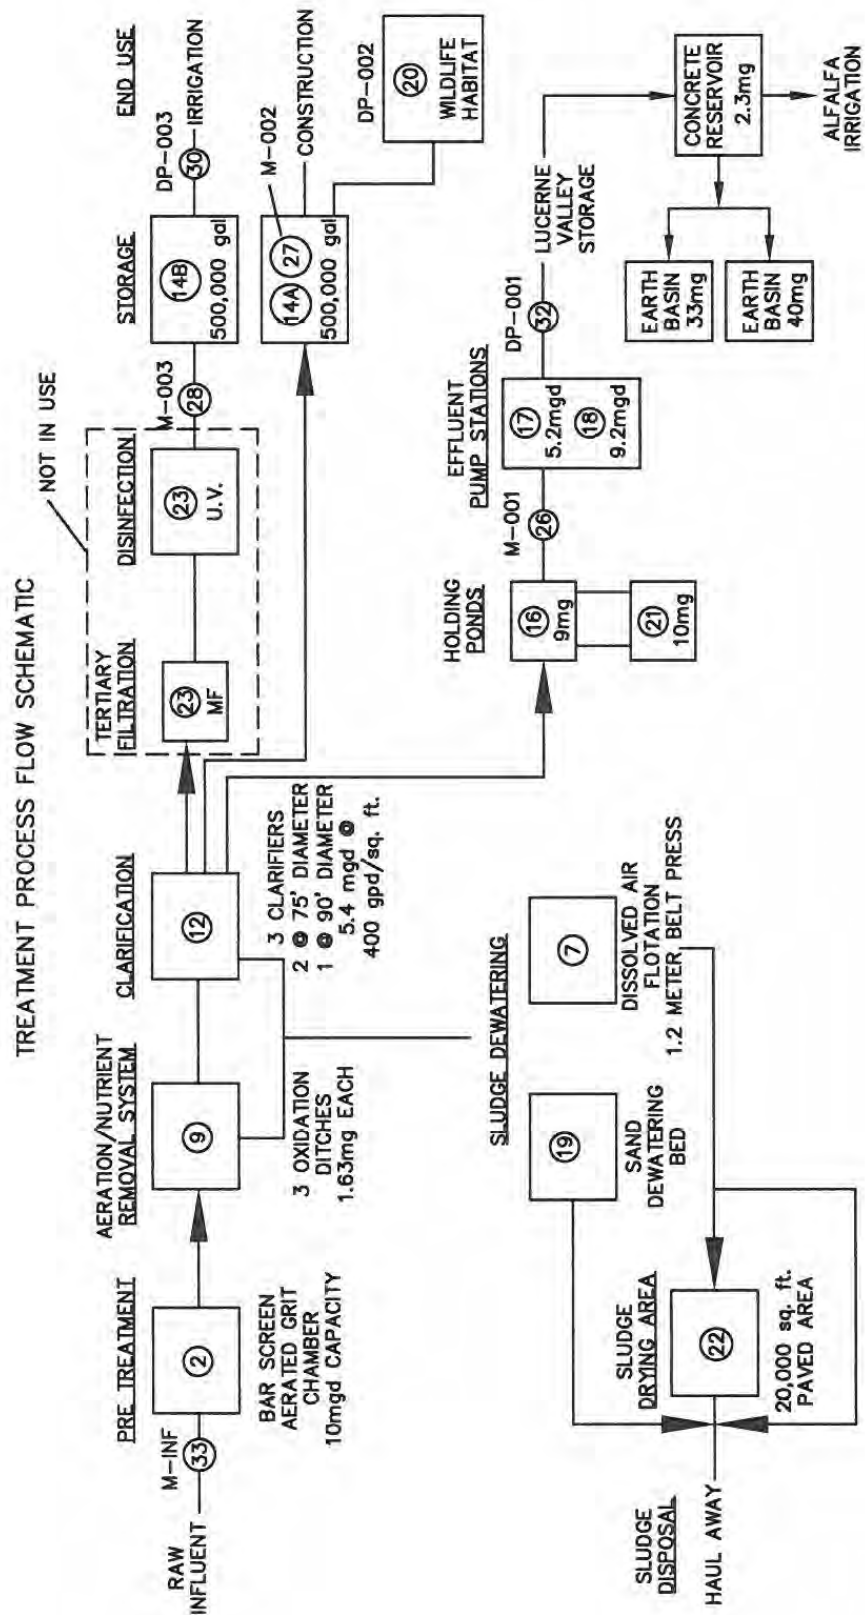 TREATMENT PROCESS FLOW SCHEMATIC
PRE TREATMENT
AERATION/NUTRIENT
REMOVAL SYSTEM
CLARIFICATION
TERTIARY
FILTRATION
DISINFECTION
NOT IN USE
STORAGE
END USE
RAW
INFLUENT
M-INF
33
2
BAR SCREEN
AERATED GRIT
CHAMBER
10mgd CAPACITY
9
3 OXIDATION
DITCHES
1.63mg EACH
12
3 CLARIFIERS
2 @ 75' DIAMETER
1 @ 90' DIAMETER
5.4 mgd @
400 gpd/sq. ft.
23
MF
23
U.V.
M-003
28
14B
500,000 gal
DP-003
30
IRRIGATION
14A
27
500,000 gal
M-002
CONSTRUCTION
DP-002
20
WILDLIFE
HABITAT
HOLDING
PONDS
16
9mg
21
10mg
M-001
26
EFFLUENT
PUMP STATIONS
17
5.2mgd
18
9.2mgd
DP-001
32
LUCERNE
VALLEY
STORAGE
CONCRETE
RESERVOIR
2.3mg
EARTH
BASIN
33mg
EARTH
BASIN
40mg
ALFALFA
IRRIGATION
SLUDGE DEWATERING
19
SAND
DEWATERING
BED
7
DISSOLVED AIR
FLOTATION
1.2 METER BELT PRESS
SLUDGE
DRYING AREA
22
20,000 sq. ft.
PAVED AREA
SLUDGE
DISPOSAL
HAUL AWAY